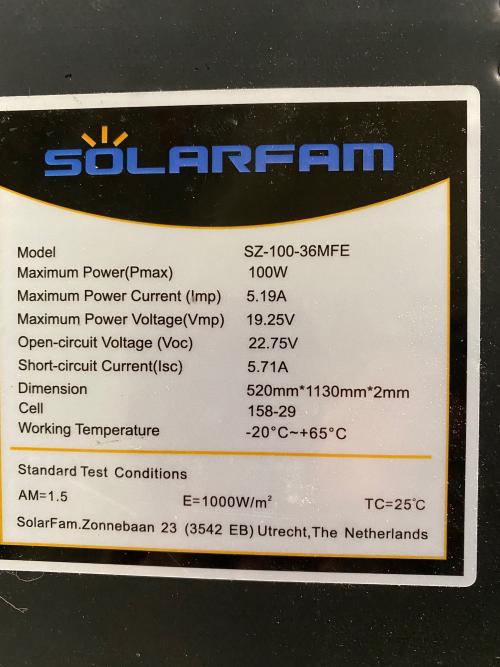 SOLARFAM
Model SZ-100-36MFE
Maximum Power(Pmax) 100W
Maximum Power Current (Imp) 5.19A
Maximum Power Voltage(Vmp) 19.25V
Open-circuit Voltage (Voc) 22.75V
Short-circuit Current(Isc) 5.71A
Dimension 520mm*1130mm*2mm
Cell 158-29
Working Temperature -20°C~+65°C
Standard Test Conditions
AM=1.5 E=1000W/m² TC=25℃
SolarFam.Zonnebaan 23 (3542 EB) Utrecht,The Netherlands